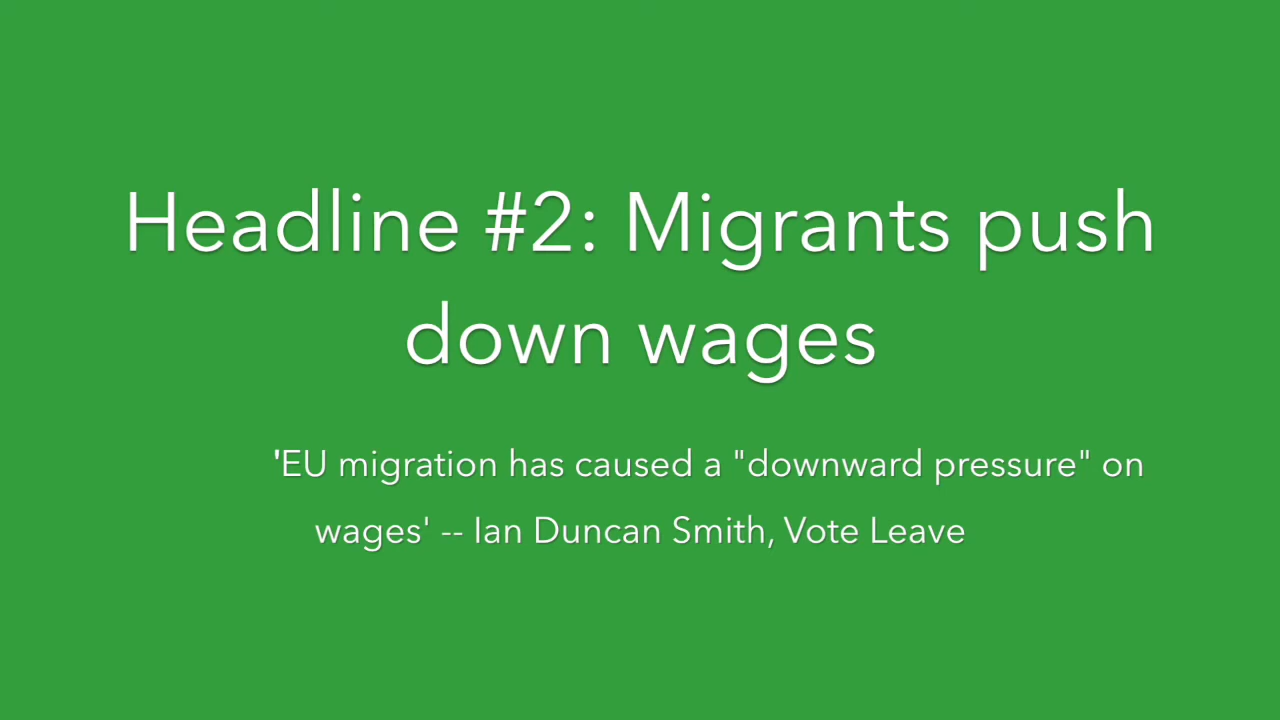 Headline #2: Migrants push
down wages
'EU migration has caused a "downward pressure" on
wages' -- Ian Duncan Smith, Vote Leave